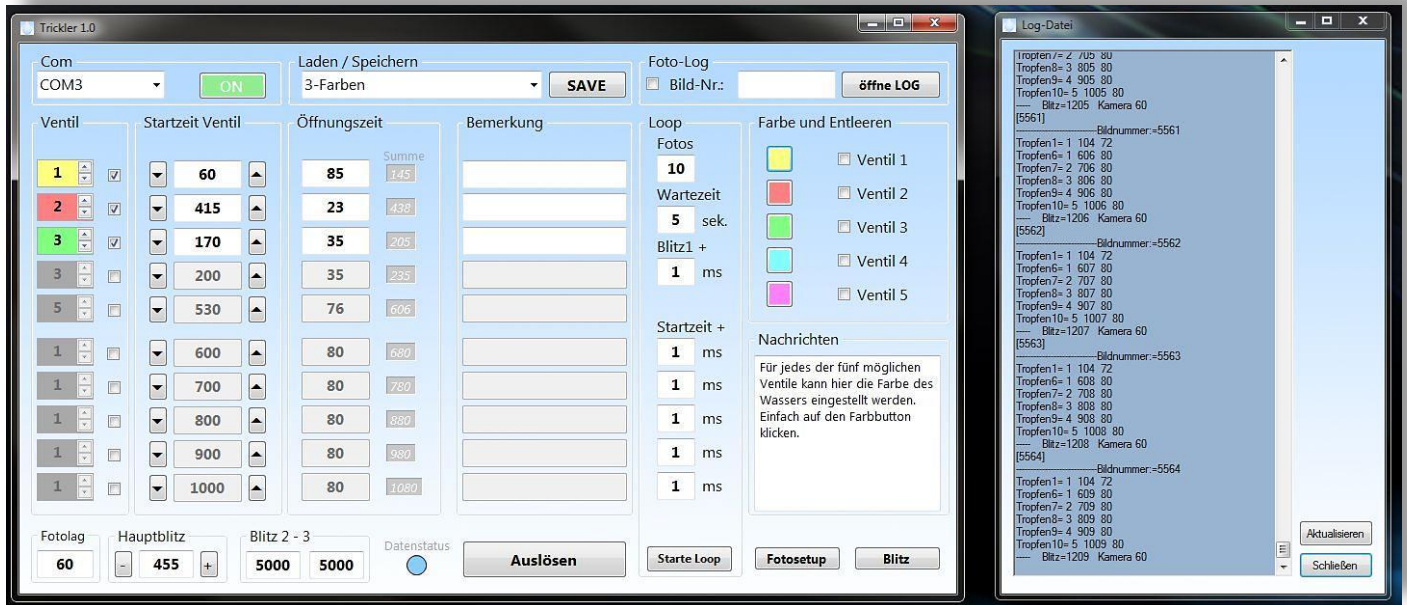 Trickler 1.0
Com
COM3
ON
Laden / Speichern
3-Farben
SAVE
Foto-Log
Bild-Nr.:
öffne LOG
Ventil Startzeit Ventil Öffnungszeit Bemerkung
Summe
1 60 85 145
2 415 23 438
3 170 35 205
3 200 35 235
5 530 76 606
1 600 80 680
1 700 80 780
1 800 80 880
1 900 80 980
1 1000 80 1080
Loop
Fotos
10
Wartezeit
5 sek.
Blitz1 +
1 ms
Startzeit +
1 ms
1 ms
1 ms
1 ms
1 ms
Starte Loop
Farbe und Entleeren
Ventil 1
Ventil 2
Ventil 3
Ventil 4
Ventil 5
Nachrichten
Für jedes der fünf möglichen
Ventile kann hier die Farbe des
Wassers eingestellt werden.
Einfach auf den Farbbutton
klicken.
Fotosetup
Blitz
Fotolag
60
Hauptblitz
- 455 +
Blitz 2 - 3
5000 5000
Datenstatus
Auslösen
Log-Datei
Tropfen7= 2 705 80
Tropfen8= 3 805 80
Tropfen9= 4 905 80
Tropfen10= 5 1005 80
---- Blitz=1205 Kamera 60
[5561]
------------------------Bildnummer:=5561
Tropfen1= 1 104 72
Tropfen6= 1 606 80
Tropfen7= 2 706 80
Tropfen8= 3 806 80
Tropfen9= 4 906 80
Tropfen10= 5 1006 80
---- Blitz=1206 Kamera 60
[5562]
------------------------Bildnummer:=5562
Tropfen1= 1 104 72
Tropfen6= 1 607 80
Tropfen7= 2 707 80
Tropfen8= 3 807 80
Tropfen9= 4 907 80
Tropfen10= 5 1007 80
---- Blitz=1207 Kamera 60
[5563]
------------------------Bildnummer:=5563
Tropfen1= 1 104 72
Tropfen6= 1 608 80
Tropfen7= 2 708 80
Tropfen8= 3 808 80
Tropfen9= 4 908 80
Tropfen10= 5 1008 80
---- Blitz=1208 Kamera 60
[5564]
------------------------Bildnummer:=5564
Tropfen1= 1 104 72
Tropfen6= 1 609 80
Tropfen7= 2 709 80
Tropfen8= 3 809 80
Tropfen9= 4 909 80
Tropfen10= 5 1009 80
---- Blitz=1209 Kamera 60
Aktualisieren
Schließen